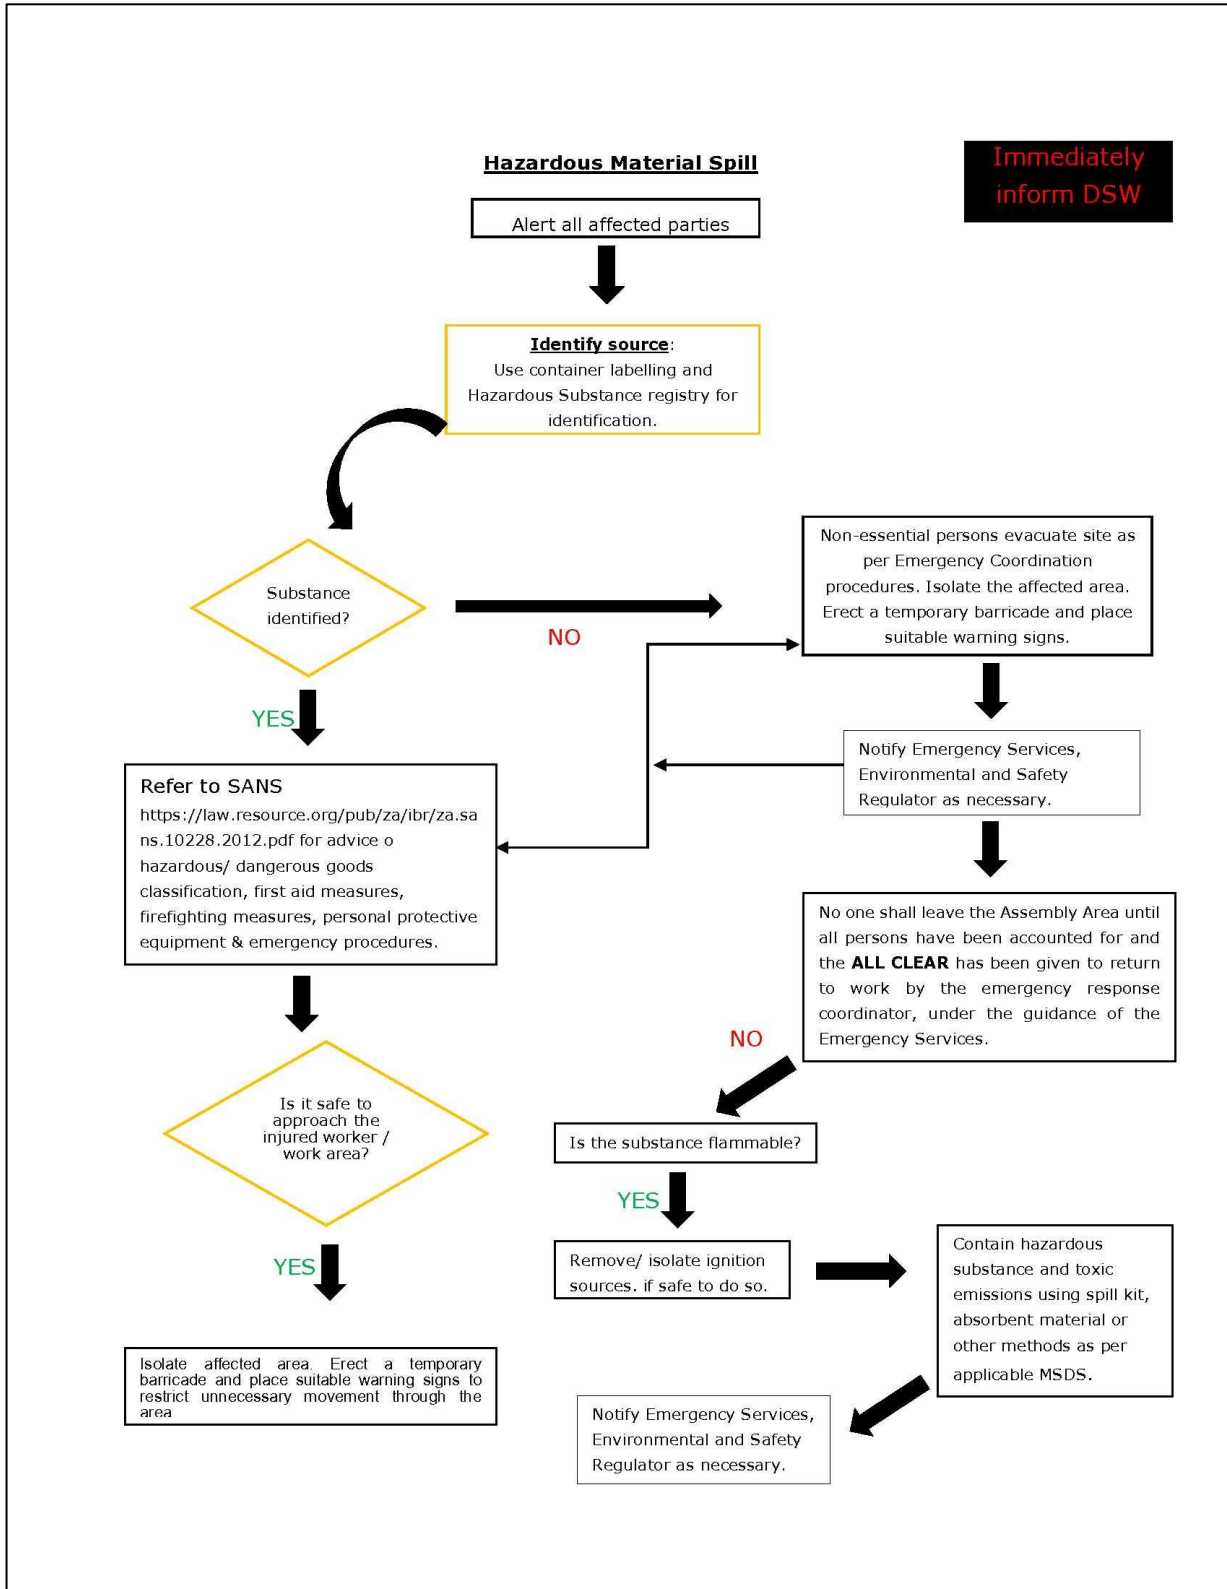 Hazardous Material Spill
Immediately
inform DSW
Alert all affected parties
Identify source:
Use container labelling and
Hazardous Substance registry for
identification.
Substance
identified?
NO
Non-essential persons evacuate site as
per Emergency Coordination
procedures. Isolate the affected area.
Erect a temporary barricade and place
suitable warning signs.
YES
Notify Emergency Services,
Environmental and Safety
Regulator as necessary.
Refer to SANS
https://law.resource.org/pub/za/ibr/za.sa
ns.10228.2012.pdf for advice o
hazardous/ dangerous goods
classification, first aid measures,
firefighting measures, personal protective
equipment & emergency procedures.
No one shall leave the Assembly Area until
all persons have been accounted for and
the ALL CLEAR has been given to return
to work by the emergency response
coordinator, under the guidance of the
Emergency Services.
NO
Is it safe to
approach the
injured worker /
work area?
Is the substance flammable?
YES
YES
Remove/ isolate ignition
sources. if safe to do so.
Contain hazardous
substance and toxic
emissions using spill kit,
absorbent material or
other methods as per
applicable MSDS.
Isolate affected area. Erect a temporary
barricade and place suitable warning signs to
restrict unnecessary movement through the
area
Notify Emergency Services,
Environmental and Safety
Regulator as necessary.